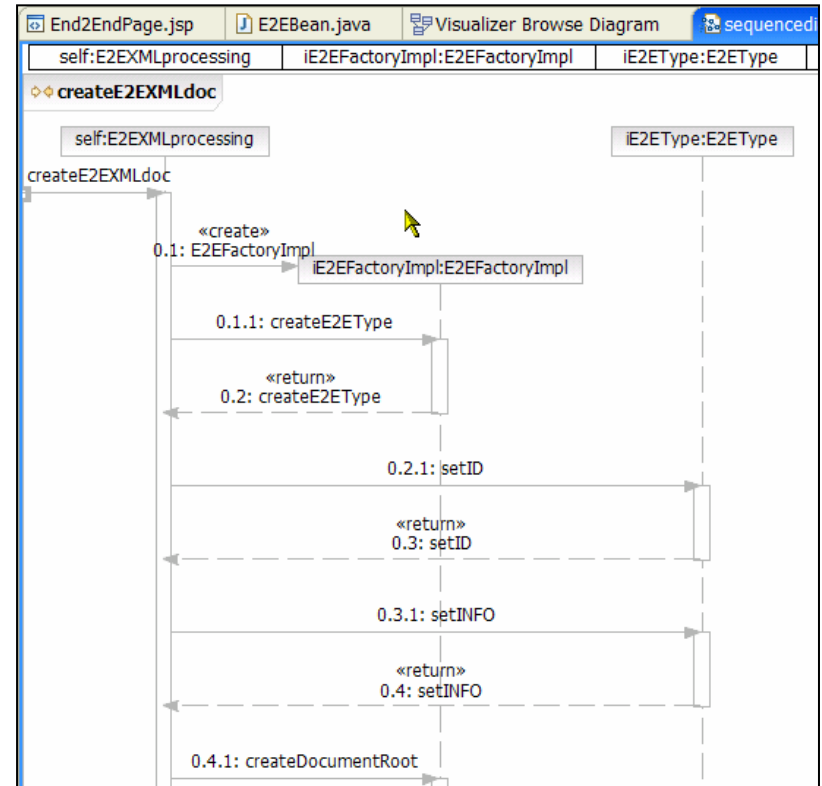 End2EndPage.jsp E2EBean.java Visualizer Browse Diagram sequencedi
self:E2EXMLprocessing iE2EFactoryImpl:E2EFactoryImpl iE2EType:E2EType
createE2EXMLdoc
self:E2EXMLprocessing iE2EType:E2EType
createE2EXMLdoc
«create»
0.1: E2EFactoryImpl
iE2EFactoryImpl:E2EFactoryImpl
0.1.1: createE2EType
«return»
0.2: createE2EType
0.2.1: setID
«return»
0.3: setID
0.3.1: setINFO
«return»
0.4: setINFO
0.4.1: createDocumentRoot